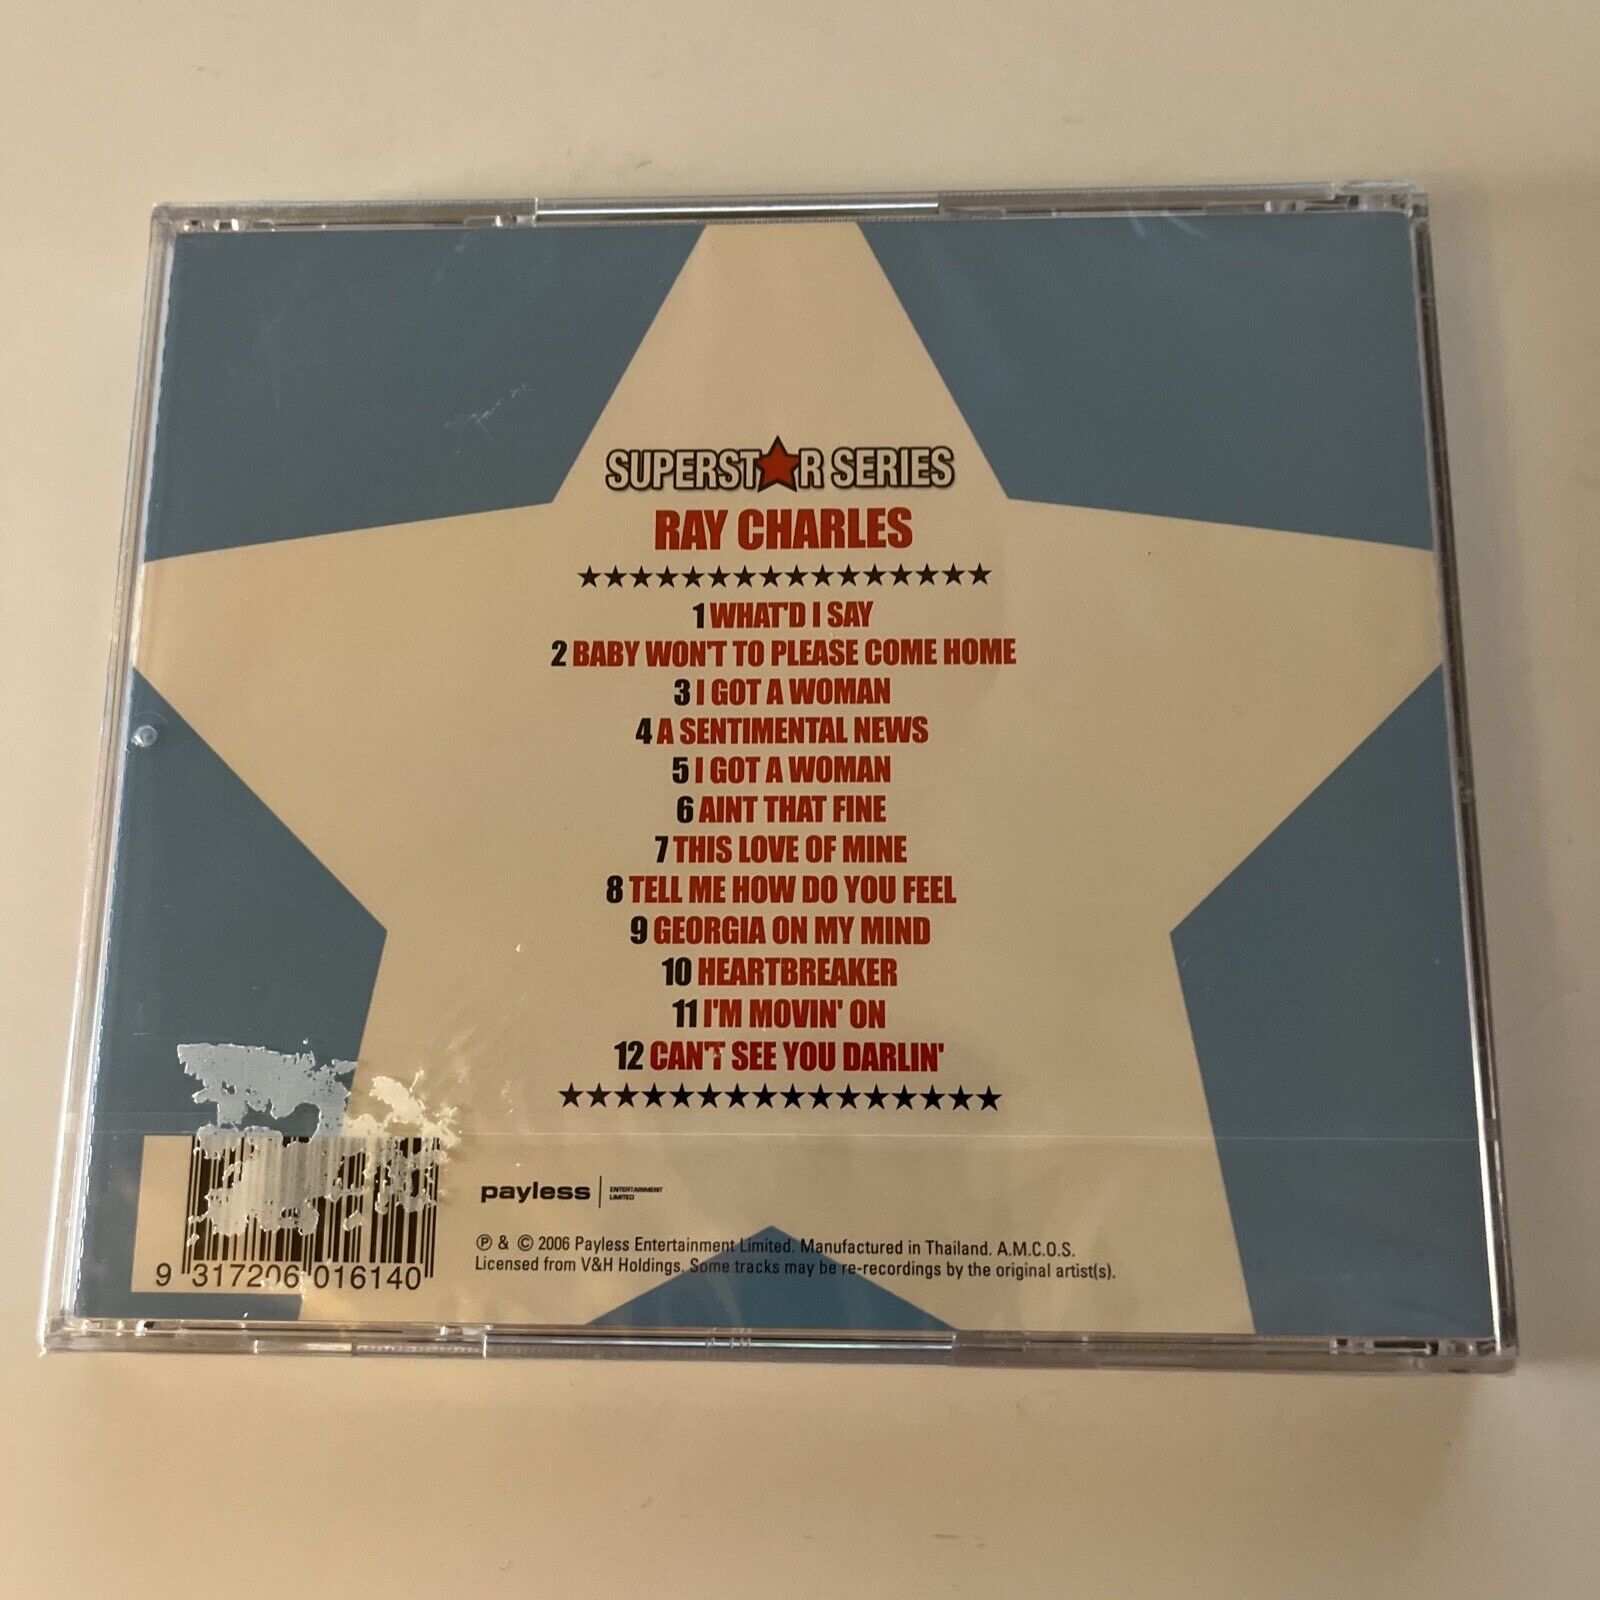 SUPERST★R SERIES
RAY CHARLES
★★★★★★★★★★★★★★★★
1 WHAT'D I SAY
2 BABY WON'T TO PLEASE COME HOME
3 I GOT A WOMAN
4 A SENTIMENTAL NEWS
5 I GOT A WOMAN
6 AINT THAT FINE
7 THIS LOVE OF MINE
8 TELL ME HOW DO YOU FEEL
9 GEORGIA ON MY MIND
10 HEARTBREAKER
11 I'M MOVIN' ON
12 CAN'T SEE YOU DARLIN'
★★★★★★★★★★★★★★★★
payless ENTERTAINMENT
LIMITED
℗ & © 2006 Payless Entertainment Limited. Manufactured in Thailand. A.M.C.O.S.
Licensed from V&H Holdings. Some tracks may be re-recordings by the original artist(s).
9 317206 016140